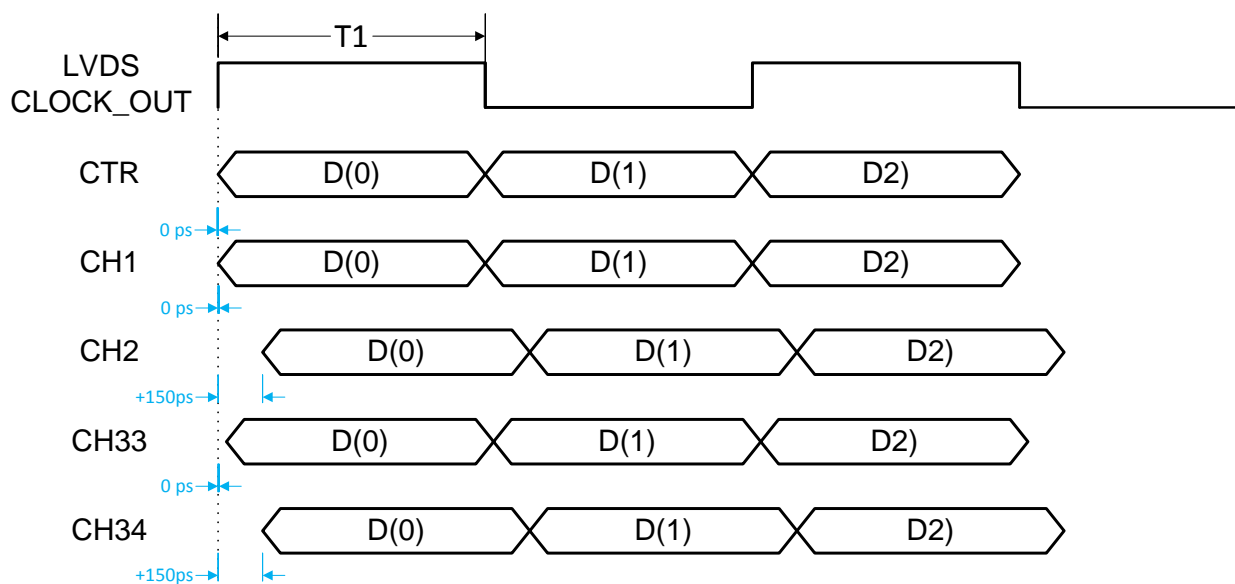 T1
LVDS
CLOCK_OUT
CTR D(0) D(1) D2)
0 ps
CH1 D(0) D(1) D2)
0 ps
CH2 D(0) D(1) D2)
+150ps
CH33 D(0) D(1) D2)
0 ps
CH34 D(0) D(1) D2)
+150ps